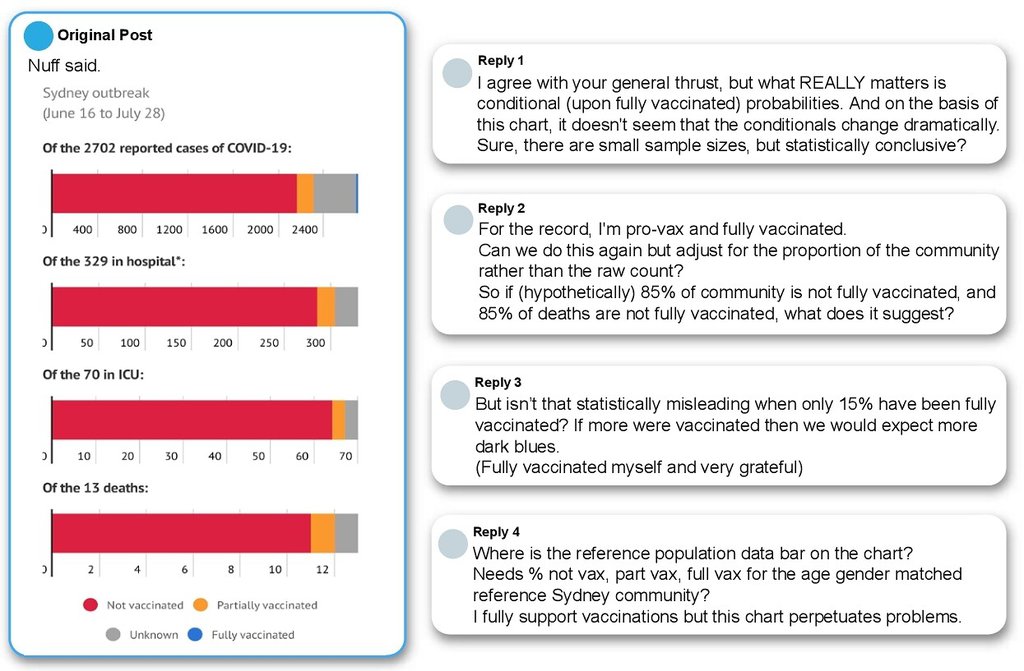 Original Post
Nuff said.
Sydney outbreak
(June 16 to July 28)
Of the 2702 reported cases of COVID-19:
0 400 800 1200 1600 2000 2400
Of the 329 in hospital*:
0 50 100 150 200 250 300
Of the 70 in ICU:
0 10 20 30 40 50 60 70
Of the 13 deaths:
0 2 4 6 8 10 12
Not vaccinated Partially vaccinated
Unknown Fully vaccinated
Reply 1
I agree with your general thrust, but what REALLY matters is
conditional (upon fully vaccinated) probabilities. And on the basis of
this chart, it doesn't seem that the conditionals change dramatically.
Sure, there are small sample sizes, but statistically conclusive?
Reply 2
For the record, I'm pro-vax and fully vaccinated.
Can we do this again but adjust for the proportion of the community
rather than the raw count?
So if (hypothetically) 85% of community is not fully vaccinated, and
85% of deaths are not fully vaccinated, what does it suggest?
Reply 3
But isn't that statistically misleading when only 15% have been fully
vaccinated? If more were vaccinated then we would expect more
dark blues.
(Fully vaccinated myself and very grateful)
Reply 4
Where is the reference population data bar on the chart?
Needs % not vax, part vax, full vax for the age gender matched
reference Sydney community?
I fully support vaccinations but this chart perpetuates problems.